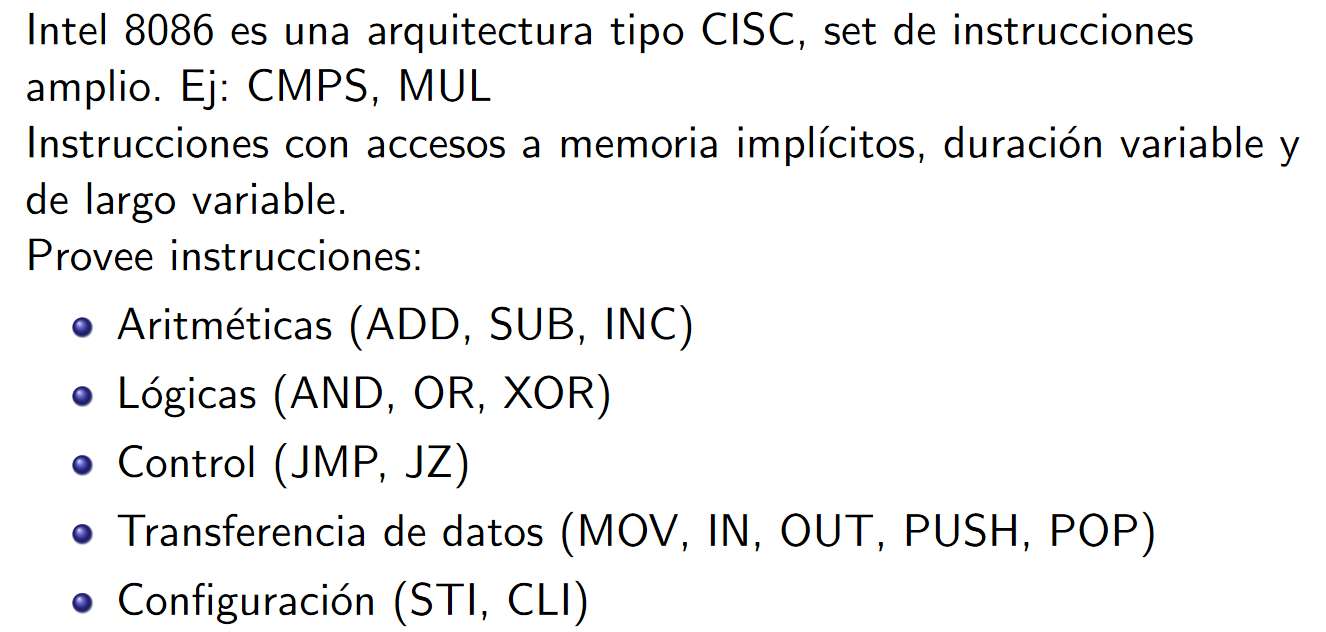 Intel 8086 es una arquitectura tipo CISC, set de instrucciones
amplio. Ej: CMPS, MUL
Instrucciones con accesos a memoria implícitos, duración variable y
de largo variable.
Provee instrucciones:
Aritméticas (ADD, SUB, INC)
Lógicas (AND, OR, XOR)
Control (JMP, JZ)
Transferencia de datos (MOV, IN, OUT, PUSH, POP)
Configuración (STI, CLI)